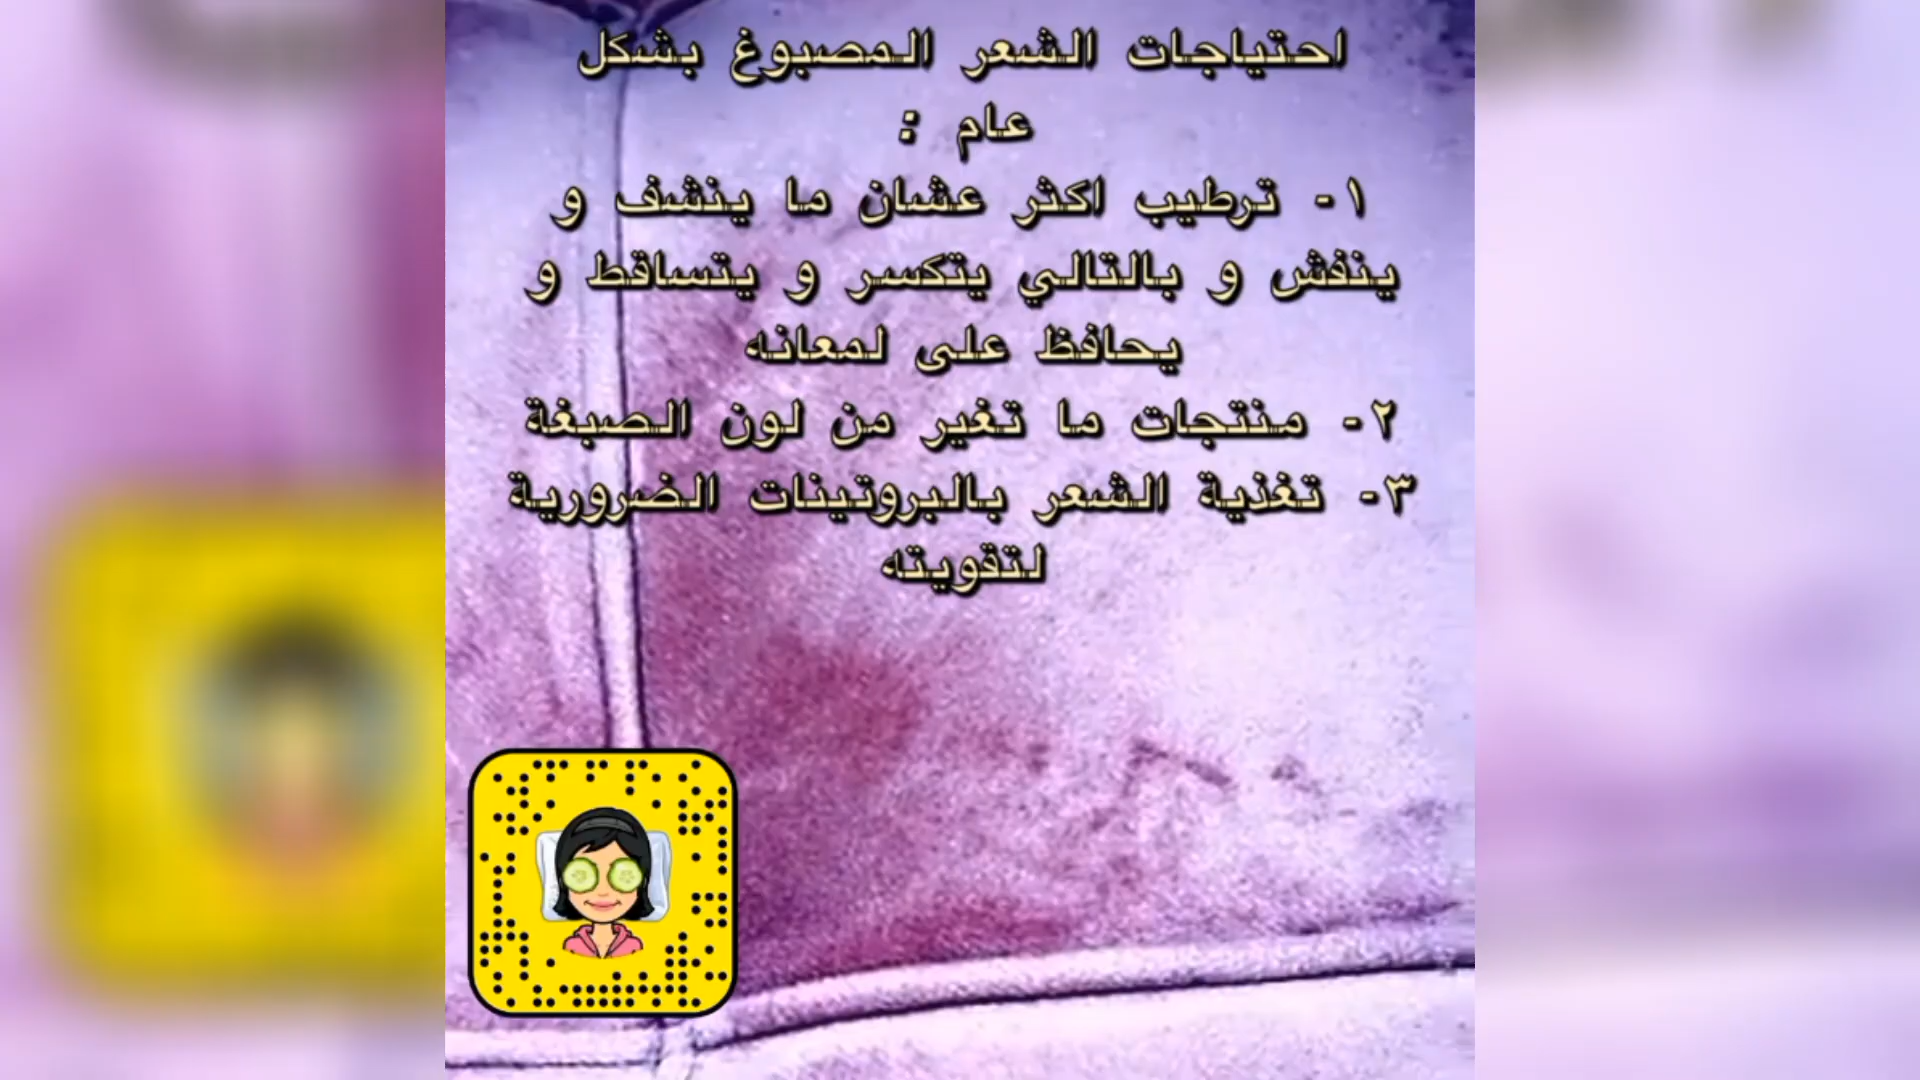 احتياجات الشعر المصبوغ بشكل
عام :
١- ترطيب اكثر عشان ما ينشف و
ينفش و بالتالي يتكسر و يتساقط و
يحافظ على لمعانه
٢- منتجات ما تغير من لون الصبغة
٣- تغذية الشعر بالبروتينات الضرورية
لتقويته